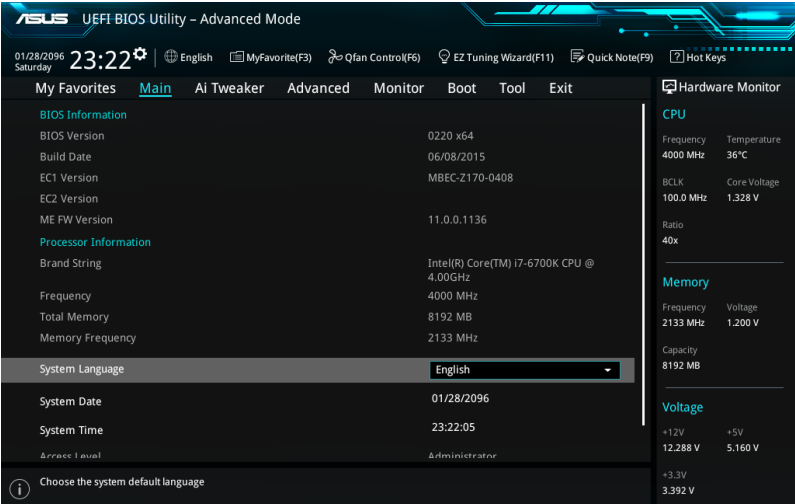 ASUS UEFI BIOS Utility – Advanced Mode
01/28/2096
Saturday
23:22
English MyFavorite(F3) Qfan Control(F6) EZ Tuning Wizard(F11) Quick Note(F9) ? Hot Keys
My Favorites Main Ai Tweaker Advanced Monitor Boot Tool Exit
BIOS Information
BIOS Version 0220 x64
Build Date 06/08/2015
EC1 Version MBEC-Z170-0408
EC2 Version
ME FW Version 11.0.0.1136
Processor Information
Brand String Intel(R) Core(TM) i7-6700K CPU @
4.00GHz
Frequency 4000 MHz
Total Memory 8192 MB
Memory Frequency 2133 MHz
System Language English
System Date 01/28/2096
System Time 23:22:05
Access Level Administrator
i Choose the system default language
Hardware Monitor
CPU
Frequency Temperature
4000 MHz 36°C
BCLK Core Voltage
100.0 MHz 1.328 V
Ratio
40x
Memory
Frequency Voltage
2133 MHz 1.200 V
Capacity
8192 MB
Voltage
+12V +5V
12.288 V 5.160 V
+3.3V
3.392 V